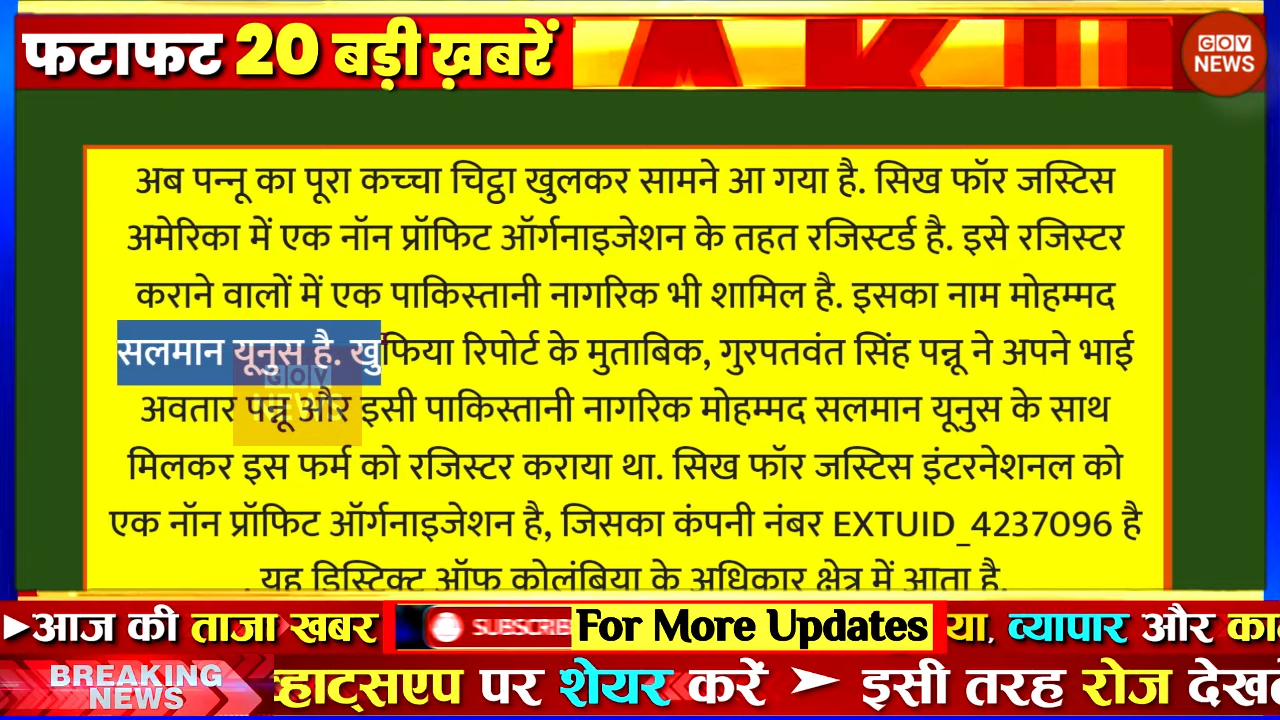 फटाफट 20 बड़ी ख़बरें
GOV
NEWS
अब पन्नू का पूरा कच्चा चिट्ठा खुलकर सामने आ गया है. सिख फॉर जस्टिस
अमेरिका में एक नॉन प्रॉफिट ऑर्गनाइजेशन के तहत रजिस्टर्ड है. इसे रजिस्टर
कराने वालों में एक पाकिस्तानी नागरिक भी शामिल है. इसका नाम मोहम्मद
सलमान यूनुस है. खुफिया रिपोर्ट के मुताबिक, गुरपतवंत सिंह पन्नू ने अपने भाई
अवतार पन्नू और इसी पाकिस्तानी नागरिक मोहम्मद सलमान यूनुस के साथ
मिलकर इस फर्म को रजिस्टर कराया था. सिख फॉर जस्टिस इंटरनेशनल को
एक नॉन प्रॉफिट ऑर्गनाइजेशन है, जिसका कंपनी नंबर EXTUID_4237096 है
. यह डिस्ट्रिक्ट ऑफ कोलंबिया के अधिकार क्षेत्र में आता है.
GOV
NEWS
आज की ताजा खबर SUBSCRIB For More Updates या, व्यापार और
BREAKING
NEWS
व्हाट्सएप पर शेयर करें ➤ इसी तरह रोज